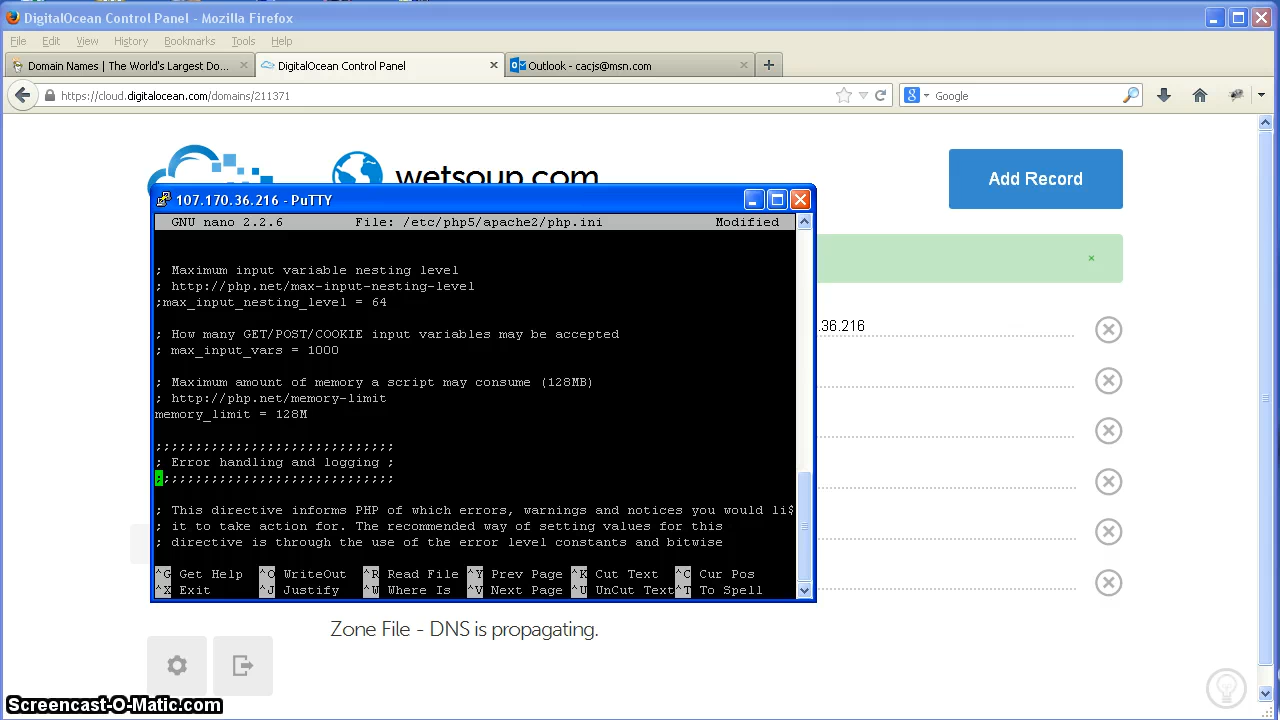 DigitalOcean Control Panel - Mozilla Firefox
File Edit View History Bookmarks Tools Help
Domain Names | The World's Largest Do...
DigitalOcean Control Panel
Outlook - cacjs@msn.com
https://cloud.digitalocean.com/domains/211371
Google
wetsoup.com
Add Record
107.170.36.216 - PuTTY
GNU nano 2.2.6 File: /etc/php5/apache2/php.ini Modified
; Maximum input variable nesting level
; http://php.net/max-input-nesting-level
;max_input_nesting_level = 64
; How many GET/POST/COOKIE input variables may be accepted
; max_input_vars = 1000
; Maximum amount of memory a script may consume (128MB)
; http://php.net/memory-limit
memory_limit = 128M
;;;;;;;;;;;;;;;;;;;;;;;;;;;;;;
; Error handling and logging ;
;;;;;;;;;;;;;;;;;;;;;;;;;;;;;;
; This directive informs PHP of which errors, warnings and notices you would li$
; it to take action for. The recommended way of setting values for this
; directive is through the use of the error level constants and bitwise
^G Get Help ^O WriteOut ^R Read File ^Y Prev Page ^K Cut Text ^C Cur Pos
^X Exit ^J Justify ^W Where Is ^V Next Page ^U UnCut Text ^T To Spell
.36.216
Zone File - DNS is propagating.
Screencast-O-Matic.com